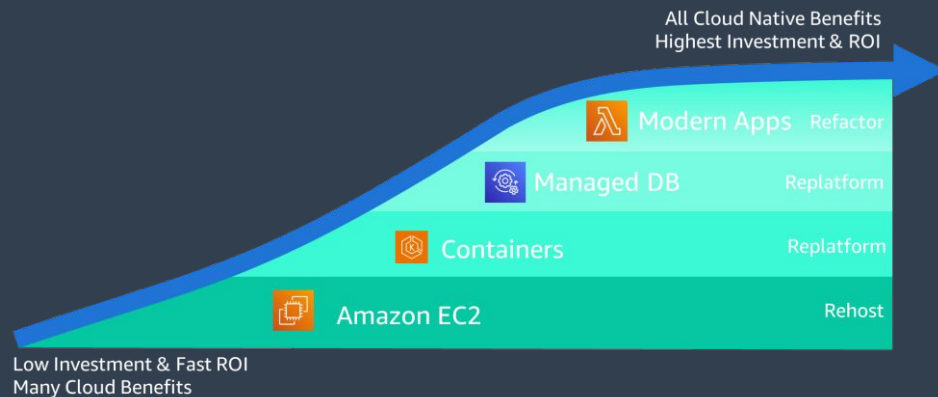 All Cloud Native Benefits
Highest Investment & ROI
Modern Apps Refactor
Managed DB Replatform
Containers Replatform
Amazon EC2 Rehost
Low Investment & Fast ROI
Many Cloud Benefits